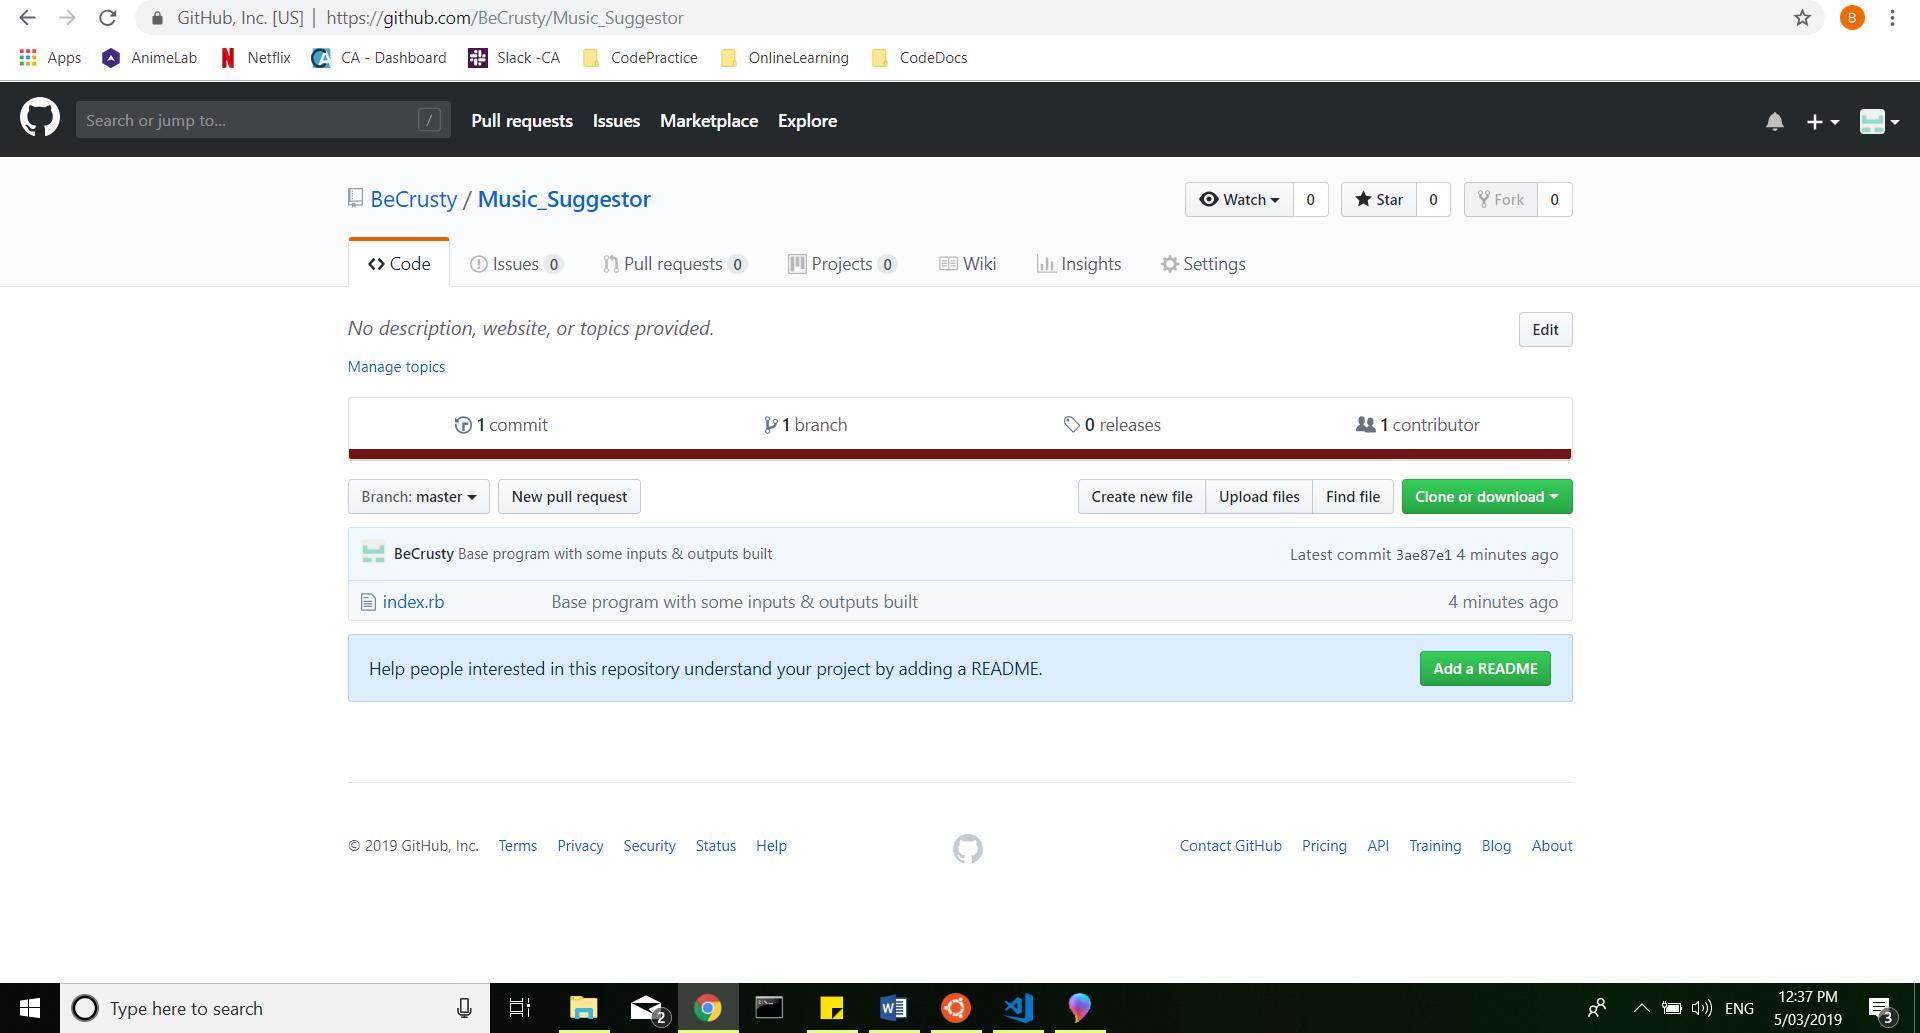 GitHub, Inc. [US] | https://github.com/BeCrusty/Music_Suggestor
B
Apps AnimeLab Netflix CA - Dashboard Slack -CA CodePractice OnlineLearning CodeDocs
Search or jump to... / Pull requests Issues Marketplace Explore
BeCrusty / Music_Suggestor Watch 0 Star 0 Fork 0
Code Issues 0 Pull requests 0 Projects 0 Wiki Insights Settings
No description, website, or topics provided. Edit
Manage topics
1 commit 1 branch 0 releases 1 contributor
Branch: master New pull request Create new file Upload files Find file Clone or download
BeCrusty Base program with some inputs & outputs built Latest commit 3ae87e1 4 minutes ago
index.rb Base program with some inputs & outputs built 4 minutes ago
Help people interested in this repository understand your project by adding a README. Add a README
© 2019 GitHub, Inc. Terms Privacy Security Status Help Contact GitHub Pricing API Training Blog About
Type here to search 2 ENG 12:37 PM
5/03/2019 3